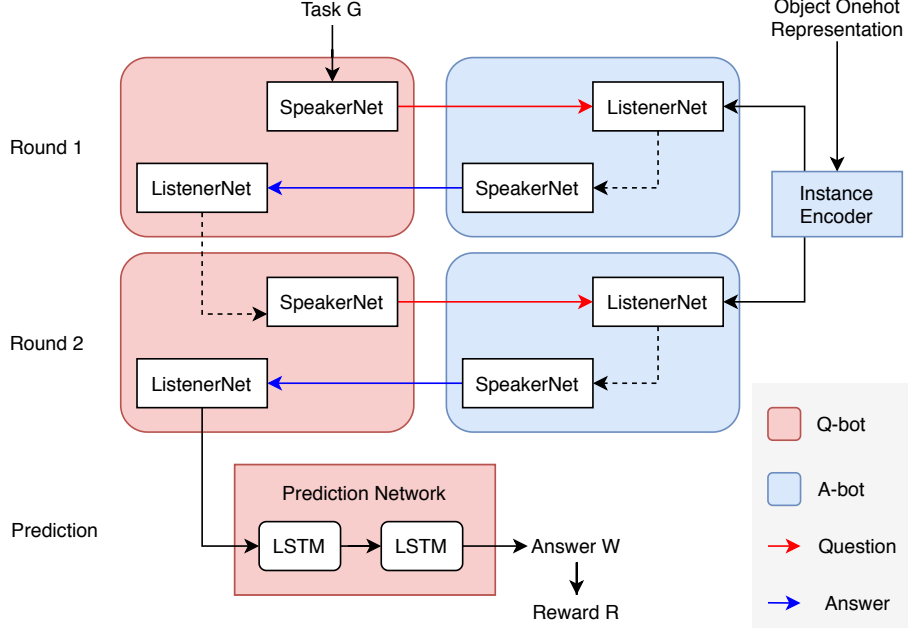 Task G
Object Onehot
Representation
SpeakerNet
ListenerNet
Round 1
ListenerNet
SpeakerNet
Instance
Encoder
SpeakerNet
ListenerNet
Round 2
ListenerNet
SpeakerNet
Q-bot
Prediction Network
A-bot
Prediction
LSTM
LSTM
Answer W
Question
Reward R
Answer